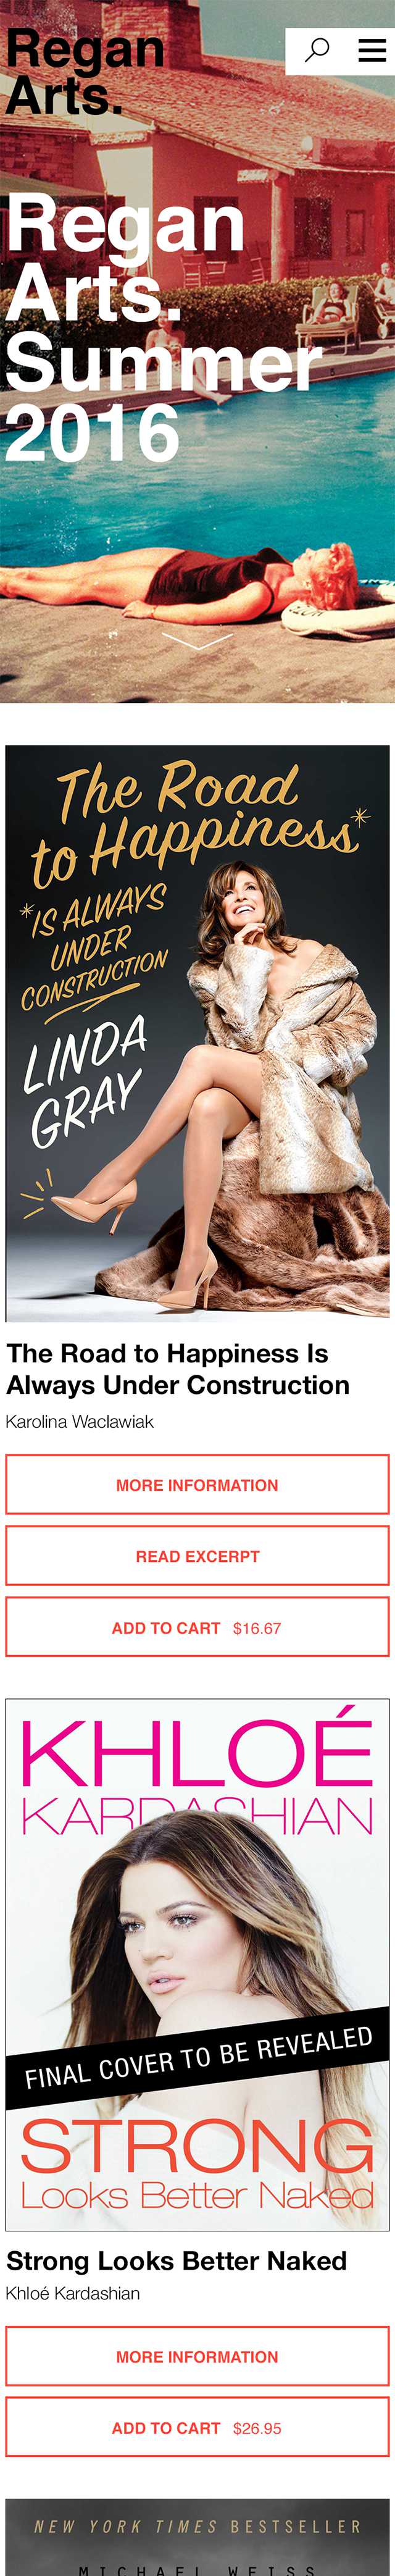 Regan
Arts.
Regan
Arts.
Summer
2016
The Road
to Happiness*
*IS ALWAYS
UNDER
CONSTRUCTION
LINDA
GRAY
The Road to Happiness Is
Always Under Construction
Karolina Waclawiak
MORE INFORMATION
READ EXCERPT
ADD TO CART $16.67
KHLOÉ
KARDASHIAN
FINAL COVER TO BE REVEALED
STRONG
Looks Better Naked
Strong Looks Better Naked
Khloé Kardashian
MORE INFORMATION
ADD TO CART $26.95
NEW YORK TIMES BESTSELLER
MICHAEL WEISS